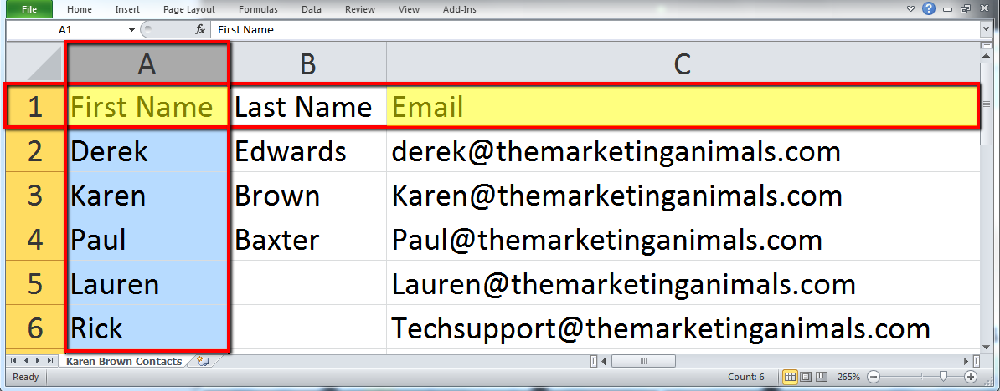 File Home Insert Page Layout Formulas Data Review View Add-Ins
A1 fx First Name
A B C
1 First Name Last Name Email
2 Derek Edwards derek@themarketinganimals.com
3 Karen Brown Karen@themarketinganimals.com
4 Paul Baxter Paul@themarketinganimals.com
5 Lauren Lauren@themarketinganimals.com
6 Rick Techsupport@themarketinganimals.com
Karen Brown Contacts
Ready Count: 6 265%